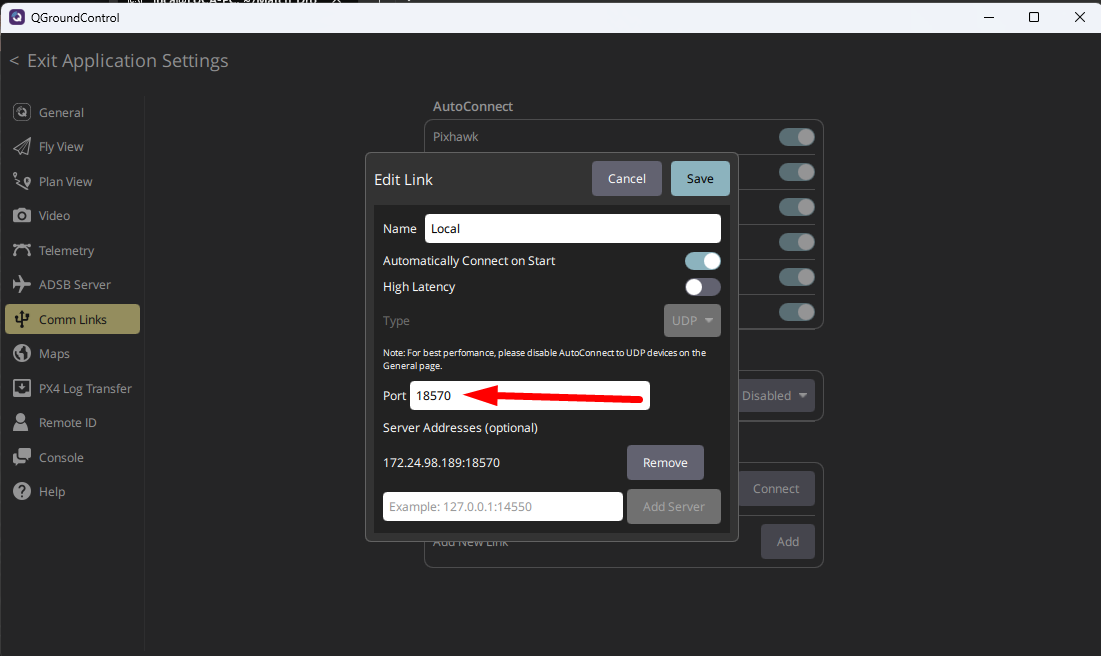 QGroundControl
< Exit Application Settings
General
Fly View
Plan View
Video
Telemetry
ADSB Server
Comm Links
Maps
PX4 Log Transfer
Remote ID
Console
Help
AutoConnect
Pixhawk
Edit Link
Cancel
Save
Name Local
Automatically Connect on Start
High Latency
Type UDP
Note: For best perfomance, please disable AutoConnect to UDP devices on the
General page.
Port 18570
Server Addresses (optional)
172.24.98.189:18570 Remove
Example: 127.0.0.1:14550 Add Server
Disabled
Connect
Add New Link Add